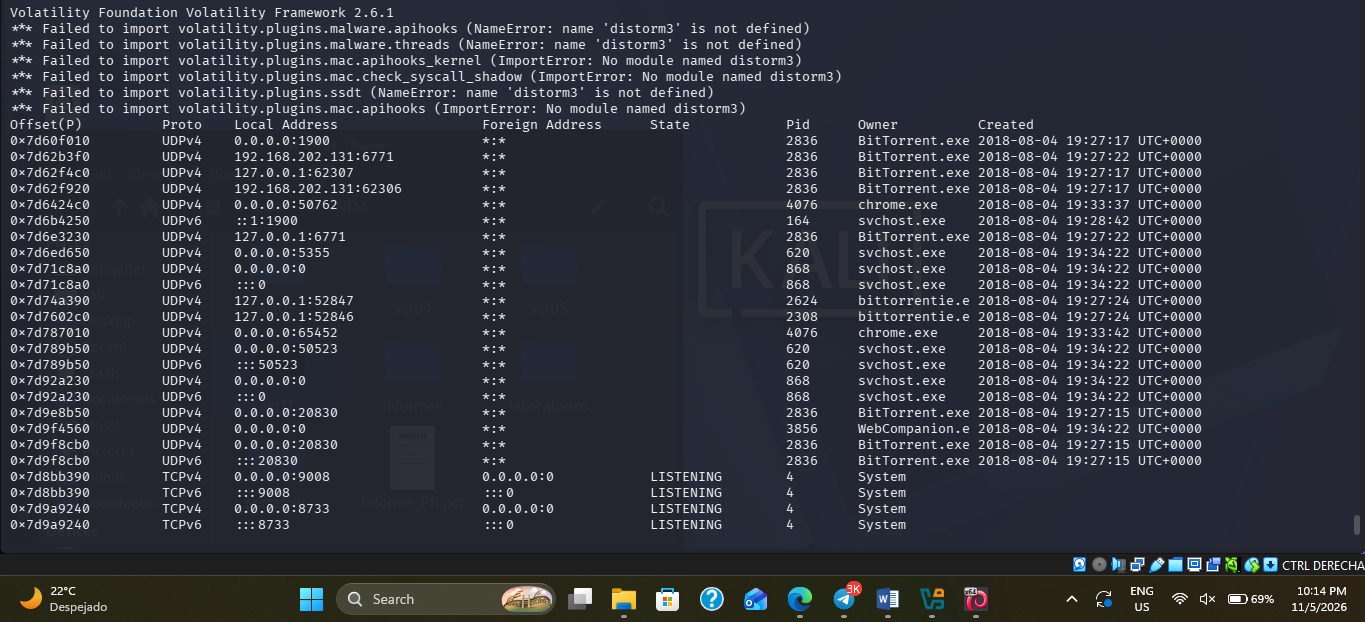 Volatility Foundation Volatility Framework 2.6.1
*** Failed to import volatility.plugins.malware.apihooks (NameError: name 'distorm3' is not defined)
*** Failed to import volatility.plugins.malware.threads (NameError: name 'distorm3' is not defined)
*** Failed to import volatility.plugins.mac.apihooks_kernel (ImportError: No module named distorm3)
*** Failed to import volatility.plugins.mac.check_syscall_shadow (ImportError: No module named distorm3)
*** Failed to import volatility.plugins.ssdt (NameError: name 'distorm3' is not defined)
*** Failed to import volatility.plugins.mac.apihooks (ImportError: No module named distorm3)
Offset(P) Proto Local Address Foreign Address State Pid Owner Created
0x7d60f010 UDPv4 0.0.0.0:1900 *:* 2836 BitTorrent.exe 2018-08-04 19:27:17 UTC+0000
0x7d62b3f0 UDPv4 192.168.202.131:6771 *:* 2836 BitTorrent.exe 2018-08-04 19:27:22 UTC+0000
0x7d62f4c0 UDPv4 127.0.0.1:62307 *:* 2836 BitTorrent.exe 2018-08-04 19:27:17 UTC+0000
0x7d62f920 UDPv4 192.168.202.131:62306 *:* 2836 BitTorrent.exe 2018-08-04 19:27:17 UTC+0000
0x7d6424c0 UDPv4 0.0.0.0:50762 *:* 4076 chrome.exe 2018-08-04 19:33:37 UTC+0000
0x7d6b4250 UDPv6 ::1:1900 *:* 164 svchost.exe 2018-08-04 19:28:42 UTC+0000
0x7d6e3230 UDPv4 127.0.0.1:6771 *:* 2836 BitTorrent.exe 2018-08-04 19:27:22 UTC+0000
0x7d6ed650 UDPv4 0.0.0.0:5355 *:* 620 svchost.exe 2018-08-04 19:34:22 UTC+0000
0x7d71c8a0 UDPv4 0.0.0.0:0 *:* 868 svchost.exe 2018-08-04 19:34:22 UTC+0000
0x7d71c8a0 UDPv6 :::0 *:* 868 svchost.exe 2018-08-04 19:34:22 UTC+0000
0x7d74a390 UDPv4 127.0.0.1:52847 *:* 2624 bittorrentie.e 2018-08-04 19:27:24 UTC+0000
0x7d7602c0 UDPv4 127.0.0.1:52846 *:* 2308 bittorrentie.e 2018-08-04 19:27:24 UTC+0000
0x7d787010 UDPv4 0.0.0.0:65452 *:* 4076 chrome.exe 2018-08-04 19:33:42 UTC+0000
0x7d789b50 UDPv4 0.0.0.0:50523 *:* 620 svchost.exe 2018-08-04 19:34:22 UTC+0000
0x7d789b50 UDPv6 :::50523 *:* 620 svchost.exe 2018-08-04 19:34:22 UTC+0000
0x7d92a230 UDPv4 0.0.0.0:0 *:* 868 svchost.exe 2018-08-04 19:34:22 UTC+0000
0x7d92a230 UDPv6 :::0 *:* 868 svchost.exe 2018-08-04 19:34:22 UTC+0000
0x7d9e8b50 UDPv4 0.0.0.0:20830 *:* 2836 BitTorrent.exe 2018-08-04 19:27:15 UTC+0000
0x7d9f4560 UDPv4 0.0.0.0:0 *:* 3856 WebCompanion.e 2018-08-04 19:34:22 UTC+0000
0x7d9f8cb0 UDPv4 0.0.0.0:20830 *:* 2836 BitTorrent.exe 2018-08-04 19:27:15 UTC+0000
0x7d9f8cb0 UDPv6 :::20830 *:* 2836 BitTorrent.exe 2018-08-04 19:27:15 UTC+0000
0x7d8bb390 TCPv4 0.0.0.0:9008 0.0.0.0:0 LISTENING 4 System
0x7d8bb390 TCPv6 :::9008 :::0 LISTENING 4 System
0x7d9a9240 TCPv4 0.0.0.0:8733 0.0.0.0:0 LISTENING 4 System
0x7d9a9240 TCPv6 :::8733 :::0 LISTENING 4 System
act04 act05
informes laboratorios
informe_PR.pdf
KALI
CTRL DERECHA
22°C
Despejado
Search
3K
ENG
US
69%
10:14 PM
11/5/2026